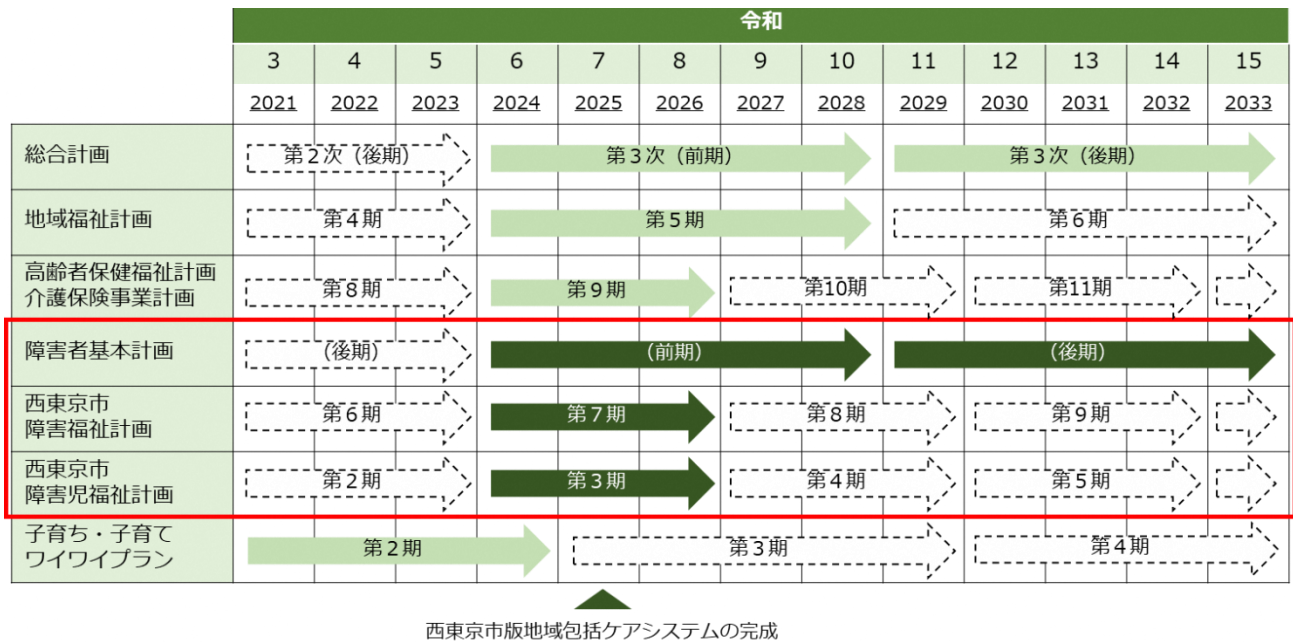 令和
3 4 5 6 7 8 9 10 11 12 13 14 15
2021 2022 2023 2024 2025 2026 2027 2028 2029 2030 2031 2032 2033
総合計画 第2次（後期） 第3次（前期） 第3次（後期）
地域福祉計画 第4期 第5期 第6期
高齢者保健福祉計画
介護保険事業計画 第8期 第9期 第10期 第11期
障害者基本計画 (後期) (前期) (後期)
西東京市
障害福祉計画 第6期 第7期 第8期 第9期
西東京市
障害児福祉計画 第2期 第3期 第4期 第5期
子育ち・子育て
ワイワイプラン 第2期 第3期 第4期
西東京市版地域包括ケアシステムの完成